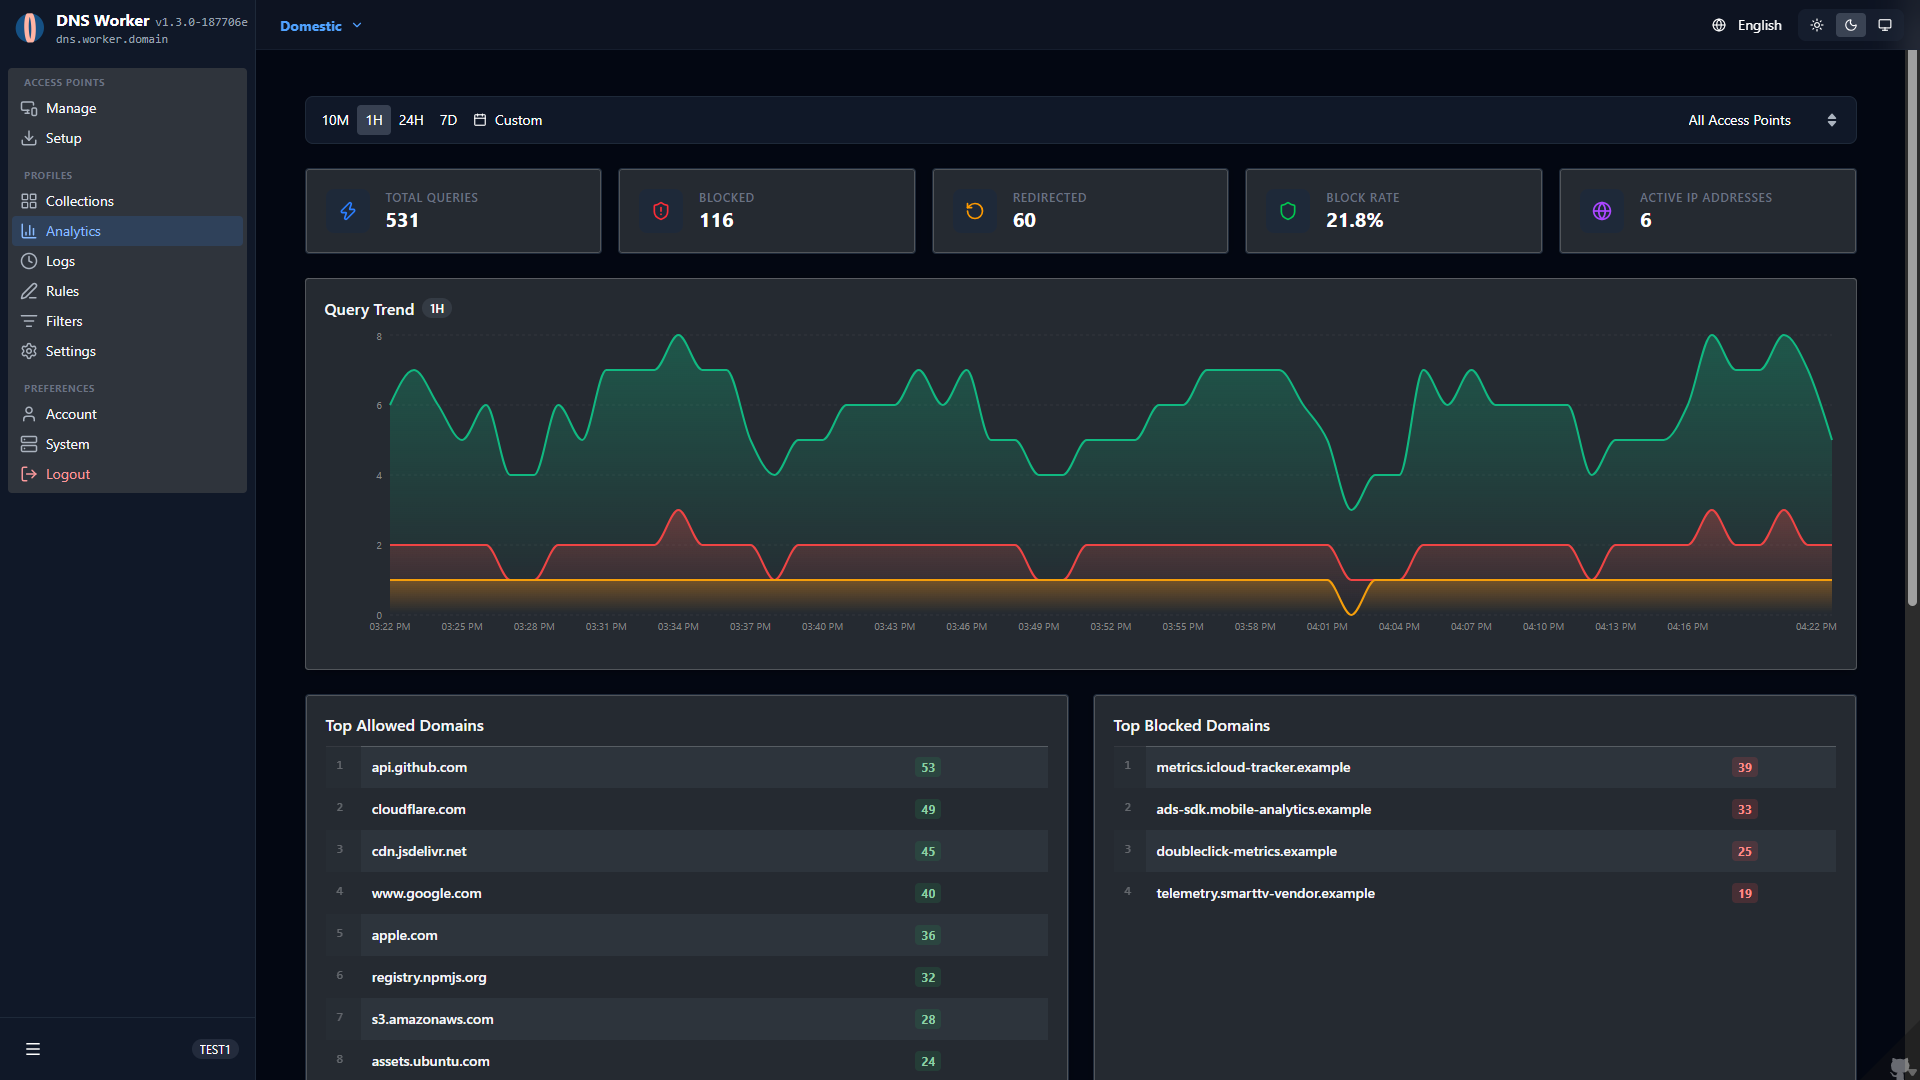 DNS Worker v1.3.0-187706e
dns.worker.domain
Domestic
English
ACCESS POINTS
Manage
Setup
PROFILES
Collections
Analytics
Logs
Rules
Filters
Settings
PREFERENCES
Account
System
Logout
TEST1
10M 1H 24H 7D Custom
All Access Points
TOTAL QUERIES
531
BLOCKED
116
REDIRECTED
60
BLOCK RATE
21.8%
ACTIVE IP ADDRESSES
6
Query Trend 1H
8
6
4
2
0
03:22 PM 03:25 PM 03:28 PM 03:31 PM 03:34 PM 03:37 PM 03:40 PM 03:43 PM 03:46 PM 03:49 PM 03:52 PM 03:55 PM 03:58 PM 04:01 PM 04:04 PM 04:07 PM 04:10 PM 04:13 PM 04:16 PM 04:22 PM
Top Allowed Domains
1 api.github.com 53
2 cloudflare.com 49
3 cdn.jsdelivr.net 45
4 www.google.com 40
5 apple.com 36
6 registry.npmjs.org 32
7 s3.amazonaws.com 28
8 assets.ubuntu.com 24
Top Blocked Domains
1 metrics.icloud-tracker.example 39
2 ads-sdk.mobile-analytics.example 33
3 doubleclick-metrics.example 25
4 telemetry.smarttv-vendor.example 19